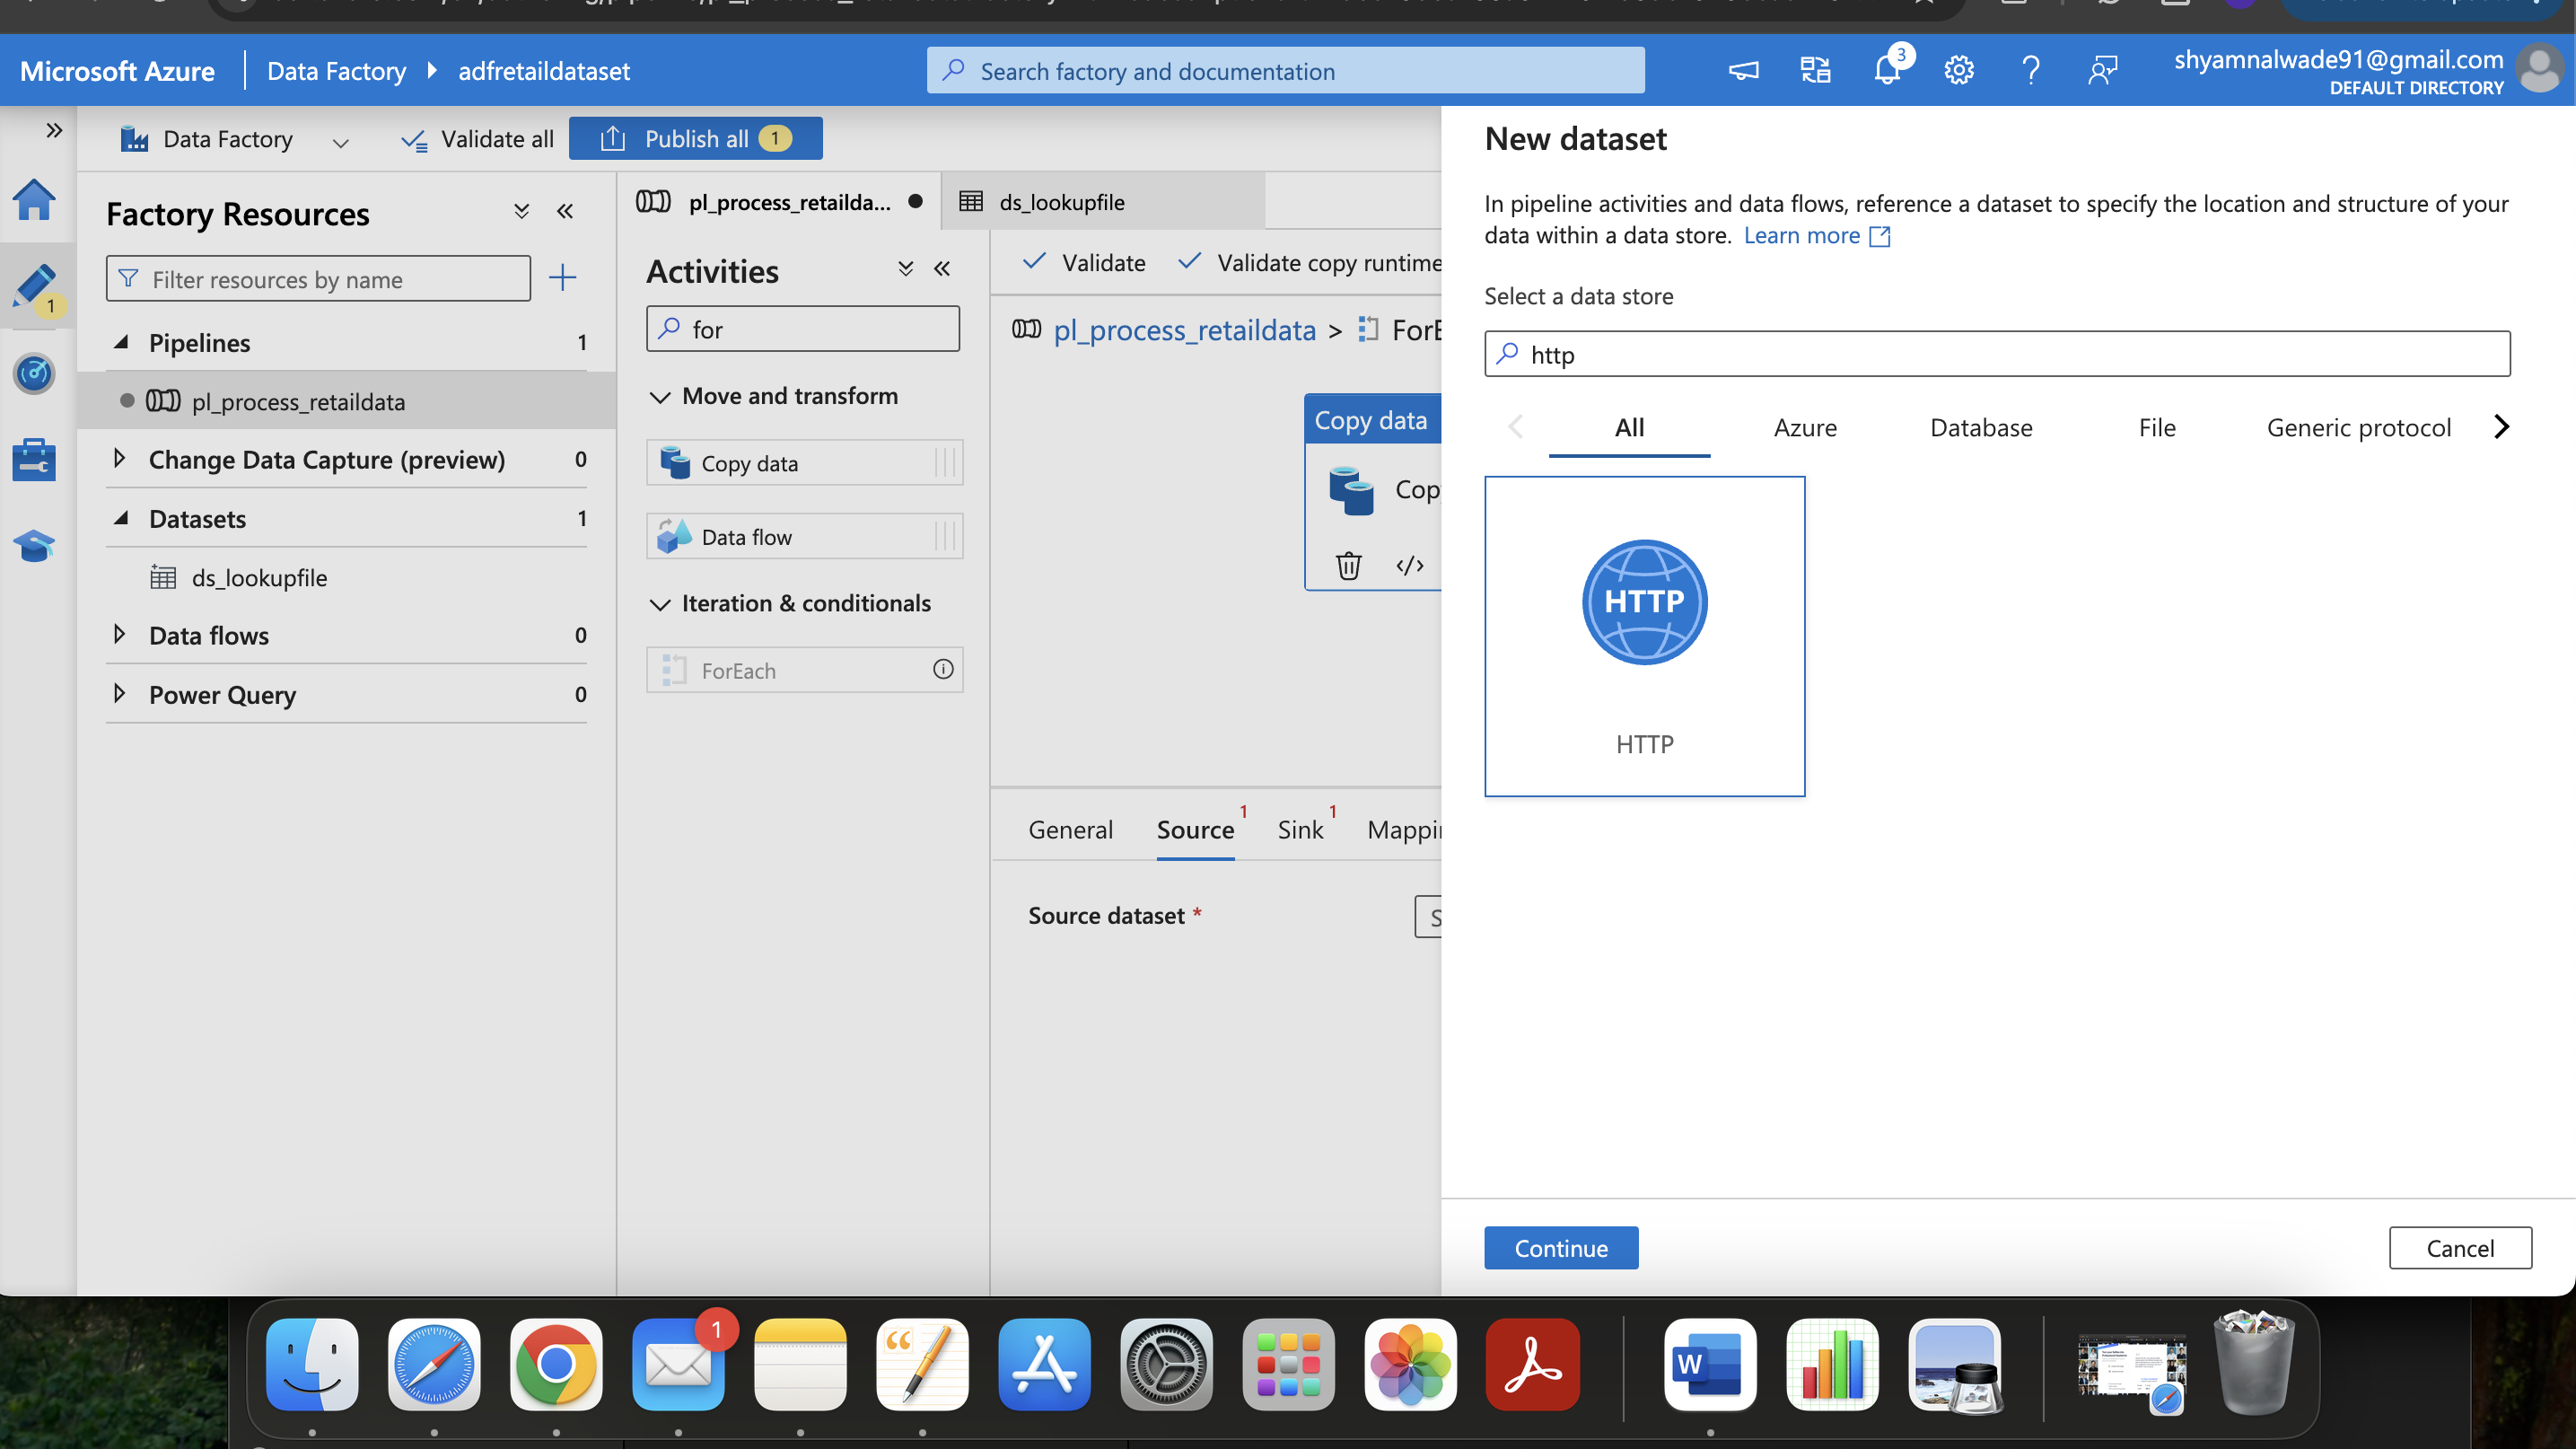 Microsoft Azure
Data Factory
adfretaildataset
Search factory and documentation
3
shyamnalwade91@gmail.com
DEFAULT DIRECTORY
Data Factory
Validate all
Publish all 1
1
Factory Resources
Filter resources by name
Pipelines 1
pl_process_retaildata
Change Data Capture (preview) 0
Datasets 1
ds_lookupfile
Data flows 0
Power Query 0
pl_process_retailda...
ds_lookupfile
Activities
for
Move and transform
Copy data
Data flow
Iteration & conditionals
ForEach
Validate
Validate copy runtime
pl_process_retaildata > ForE
Copy data
Cop
</>
General
Source 1
Sink 1
Mappi
Source dataset *
S
New dataset
In pipeline activities and data flows, reference a dataset to specify the location and structure of your
data within a data store. Learn more
Select a data store
http
All
Azure
Database
File
Generic protocol
HTTP
HTTP
Continue
Cancel
1
W